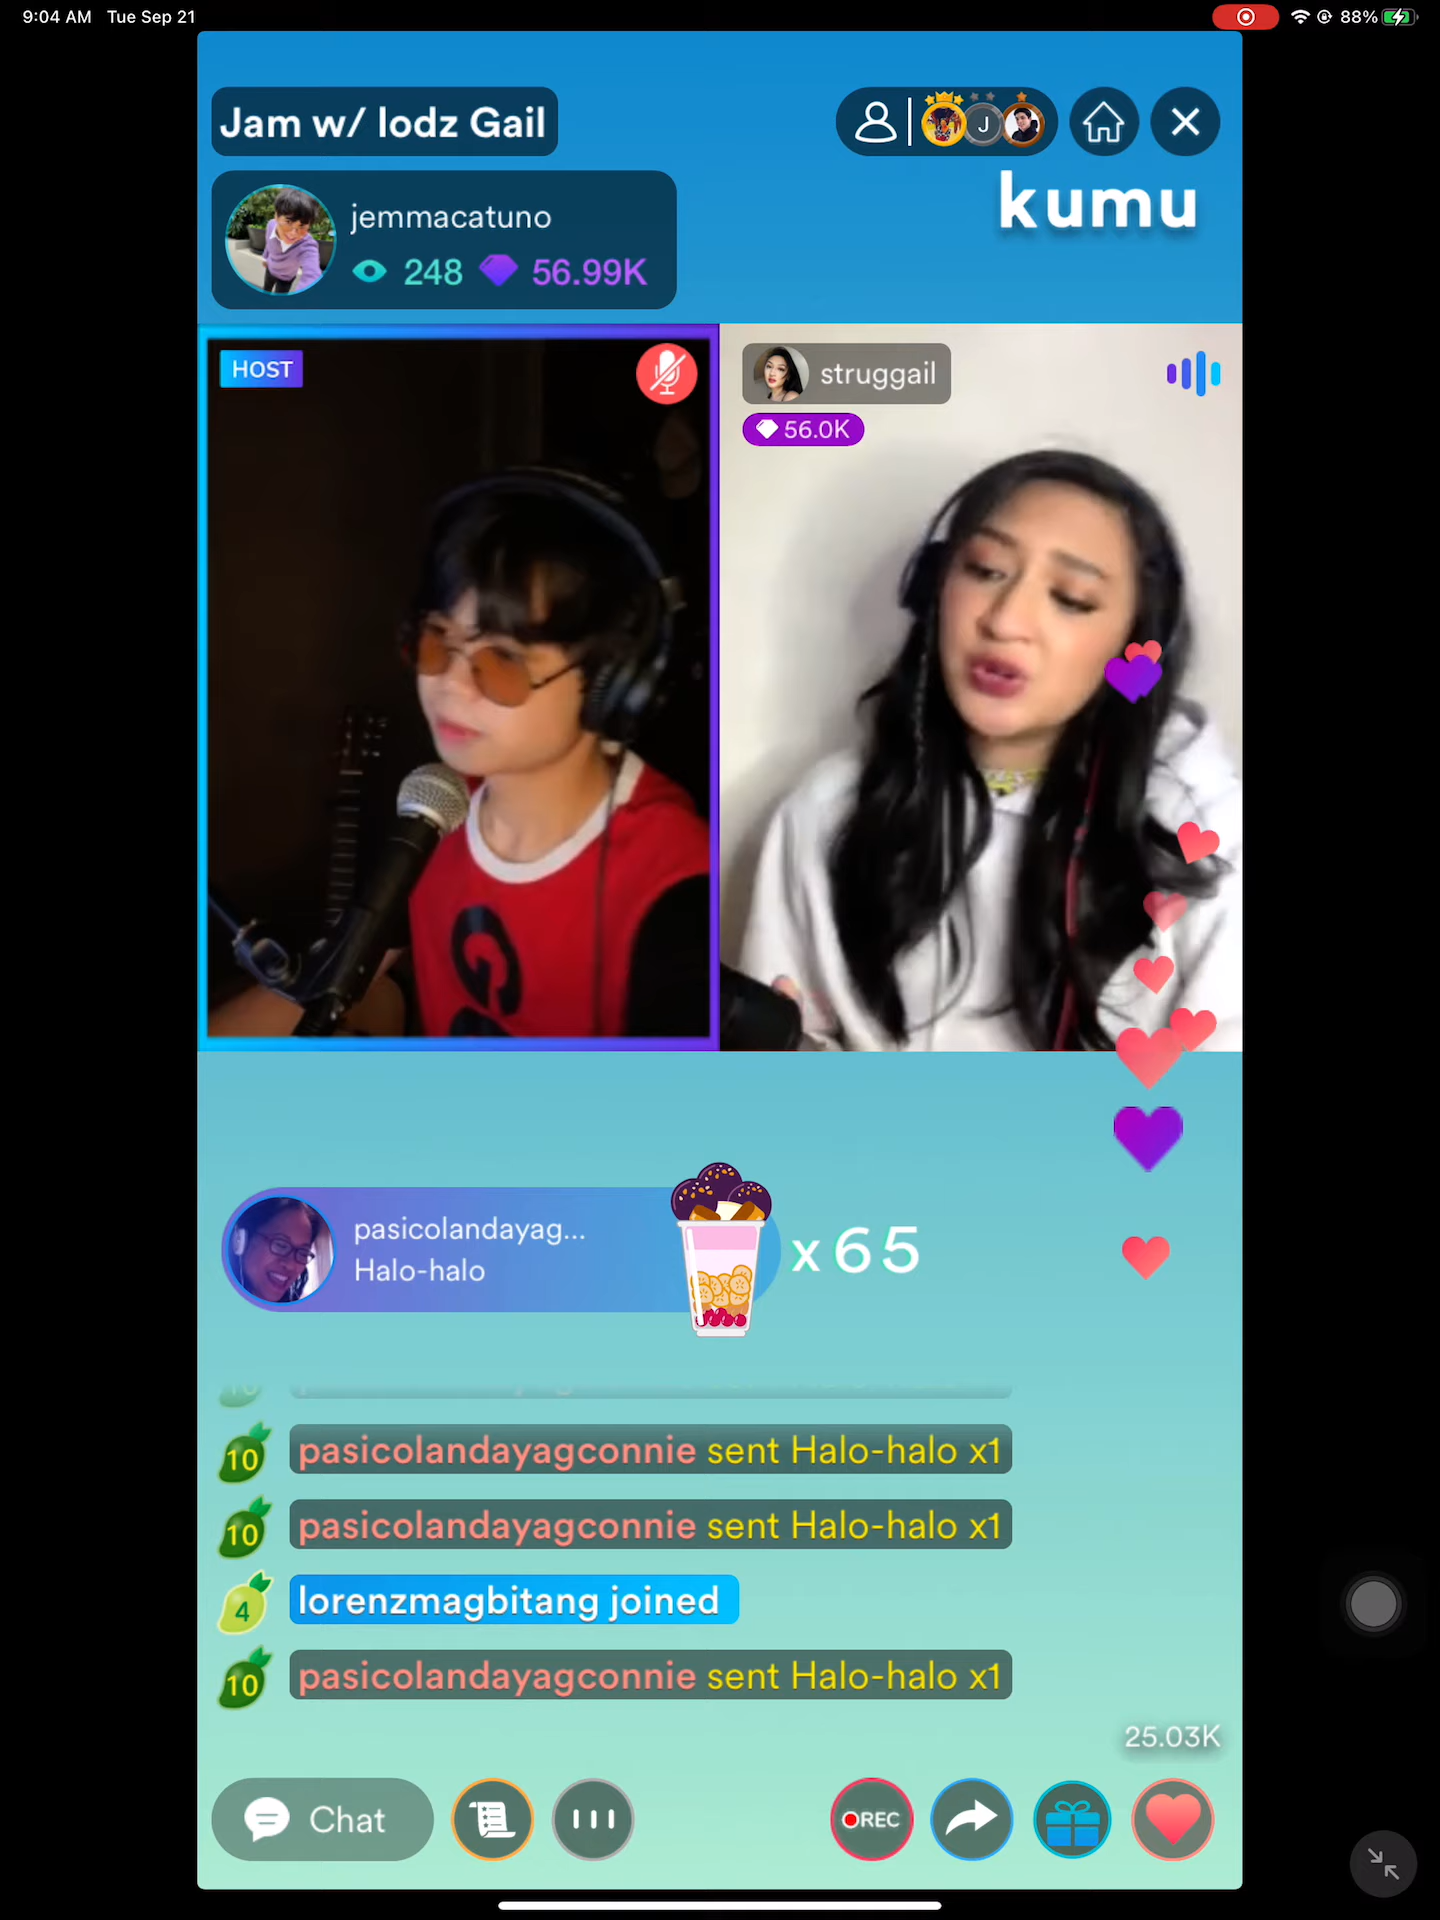 9:04 AM Tue Sep 21
88%
Jam w/ lodz Gail
J
jemmacatuno
248 56.99K
kumu
HOST
struggail
56.0K
pasicolandayag...
Halo-halo
x65
10 pasicolandayagconnie sent Halo-halo x1
10 pasicolandayagconnie sent Halo-halo x1
4 lorenzmagbitang joined
10 pasicolandayagconnie sent Halo-halo x1
25.03K
Chat
REC